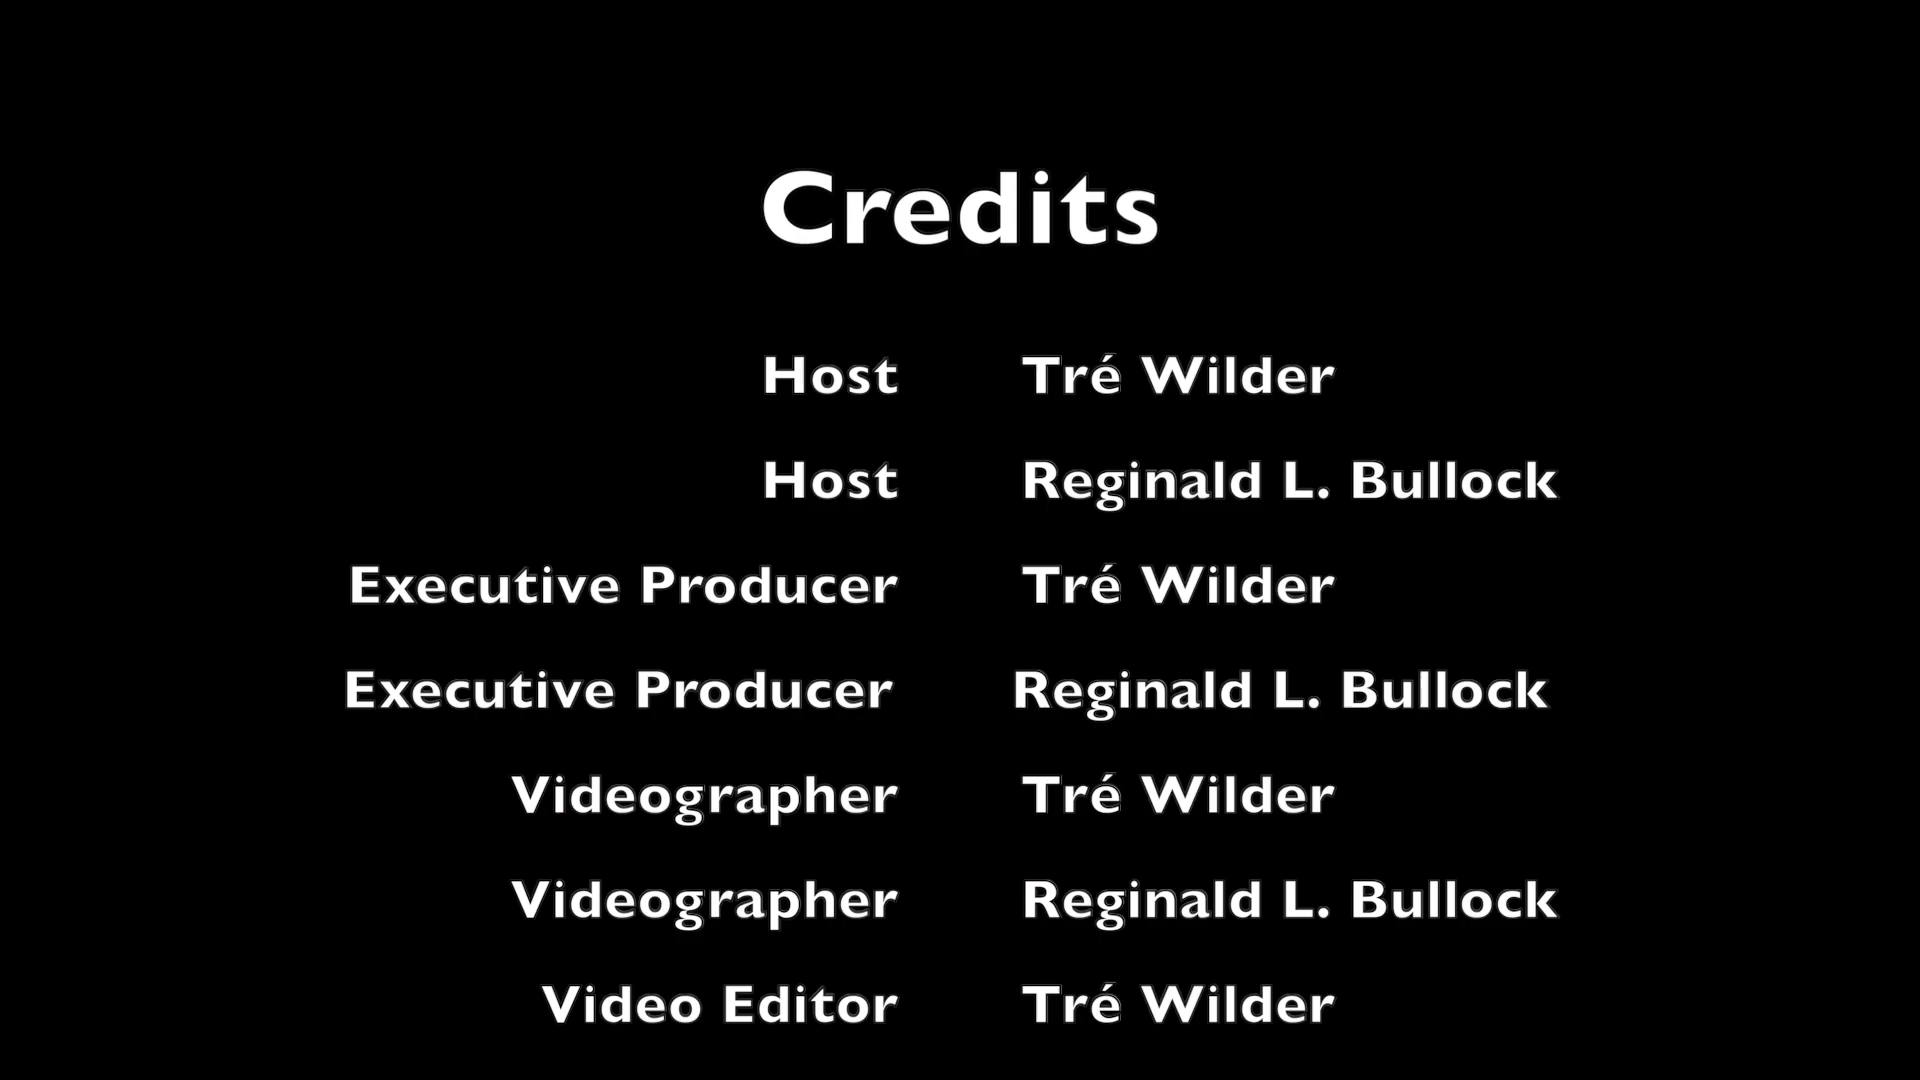 Credits
Host Tré Wilder
Host Reginald L. Bullock
Executive Producer Tré Wilder
Executive Producer Reginald L. Bullock
Videographer Tré Wilder
Videographer Reginald L. Bullock
Video Editor Tré Wilder